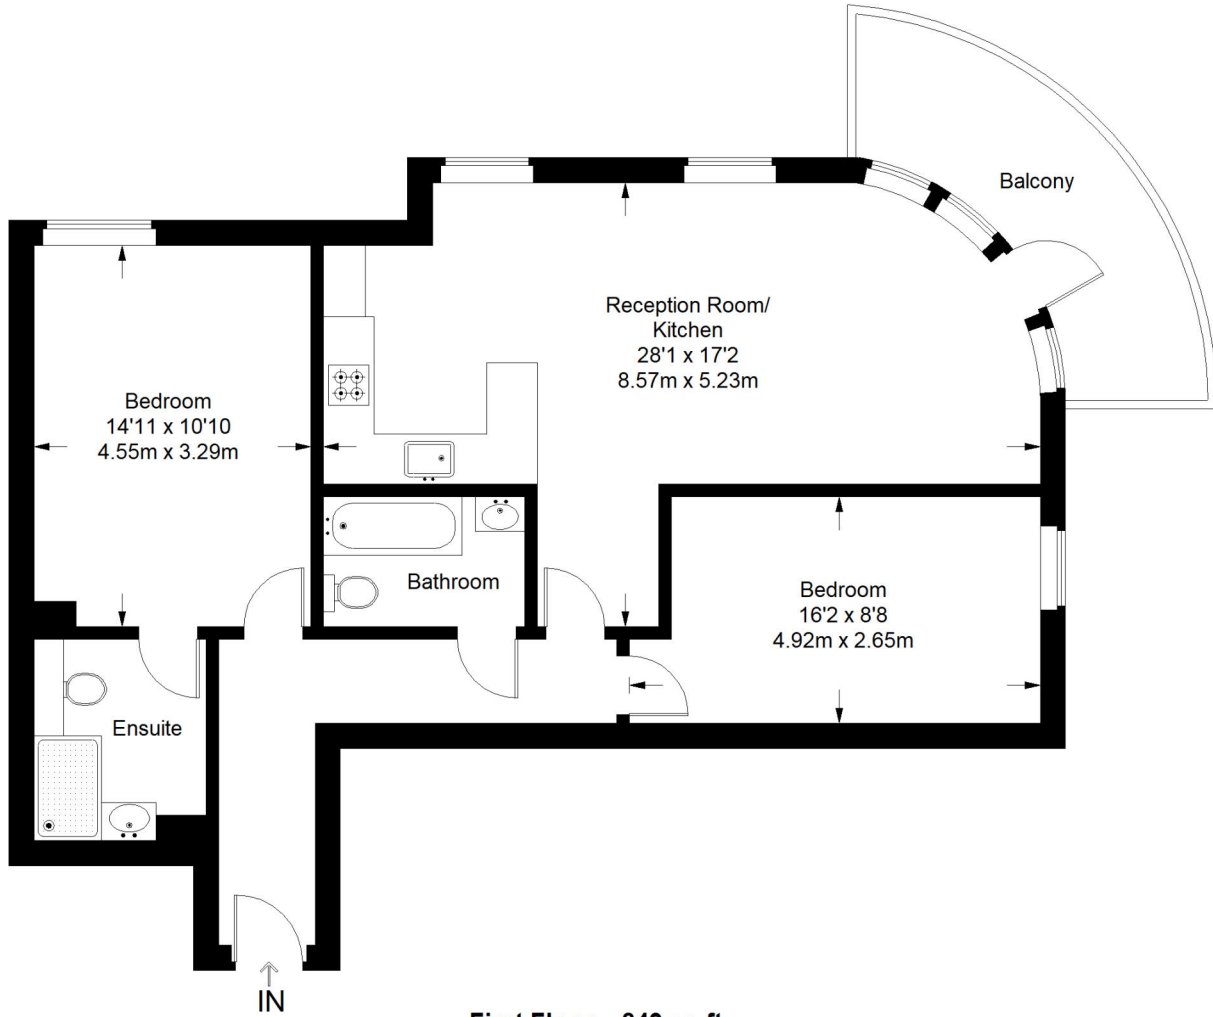 Balcony
Reception Room/
Kitchen
28'1 x 17'2
8.57m x 5.23m
Bedroom
14'11 x 10'10
4.55m x 3.29m
Bathroom
Bedroom
16'2 x 8'8
4.92m x 2.65m
Ensuite
IN